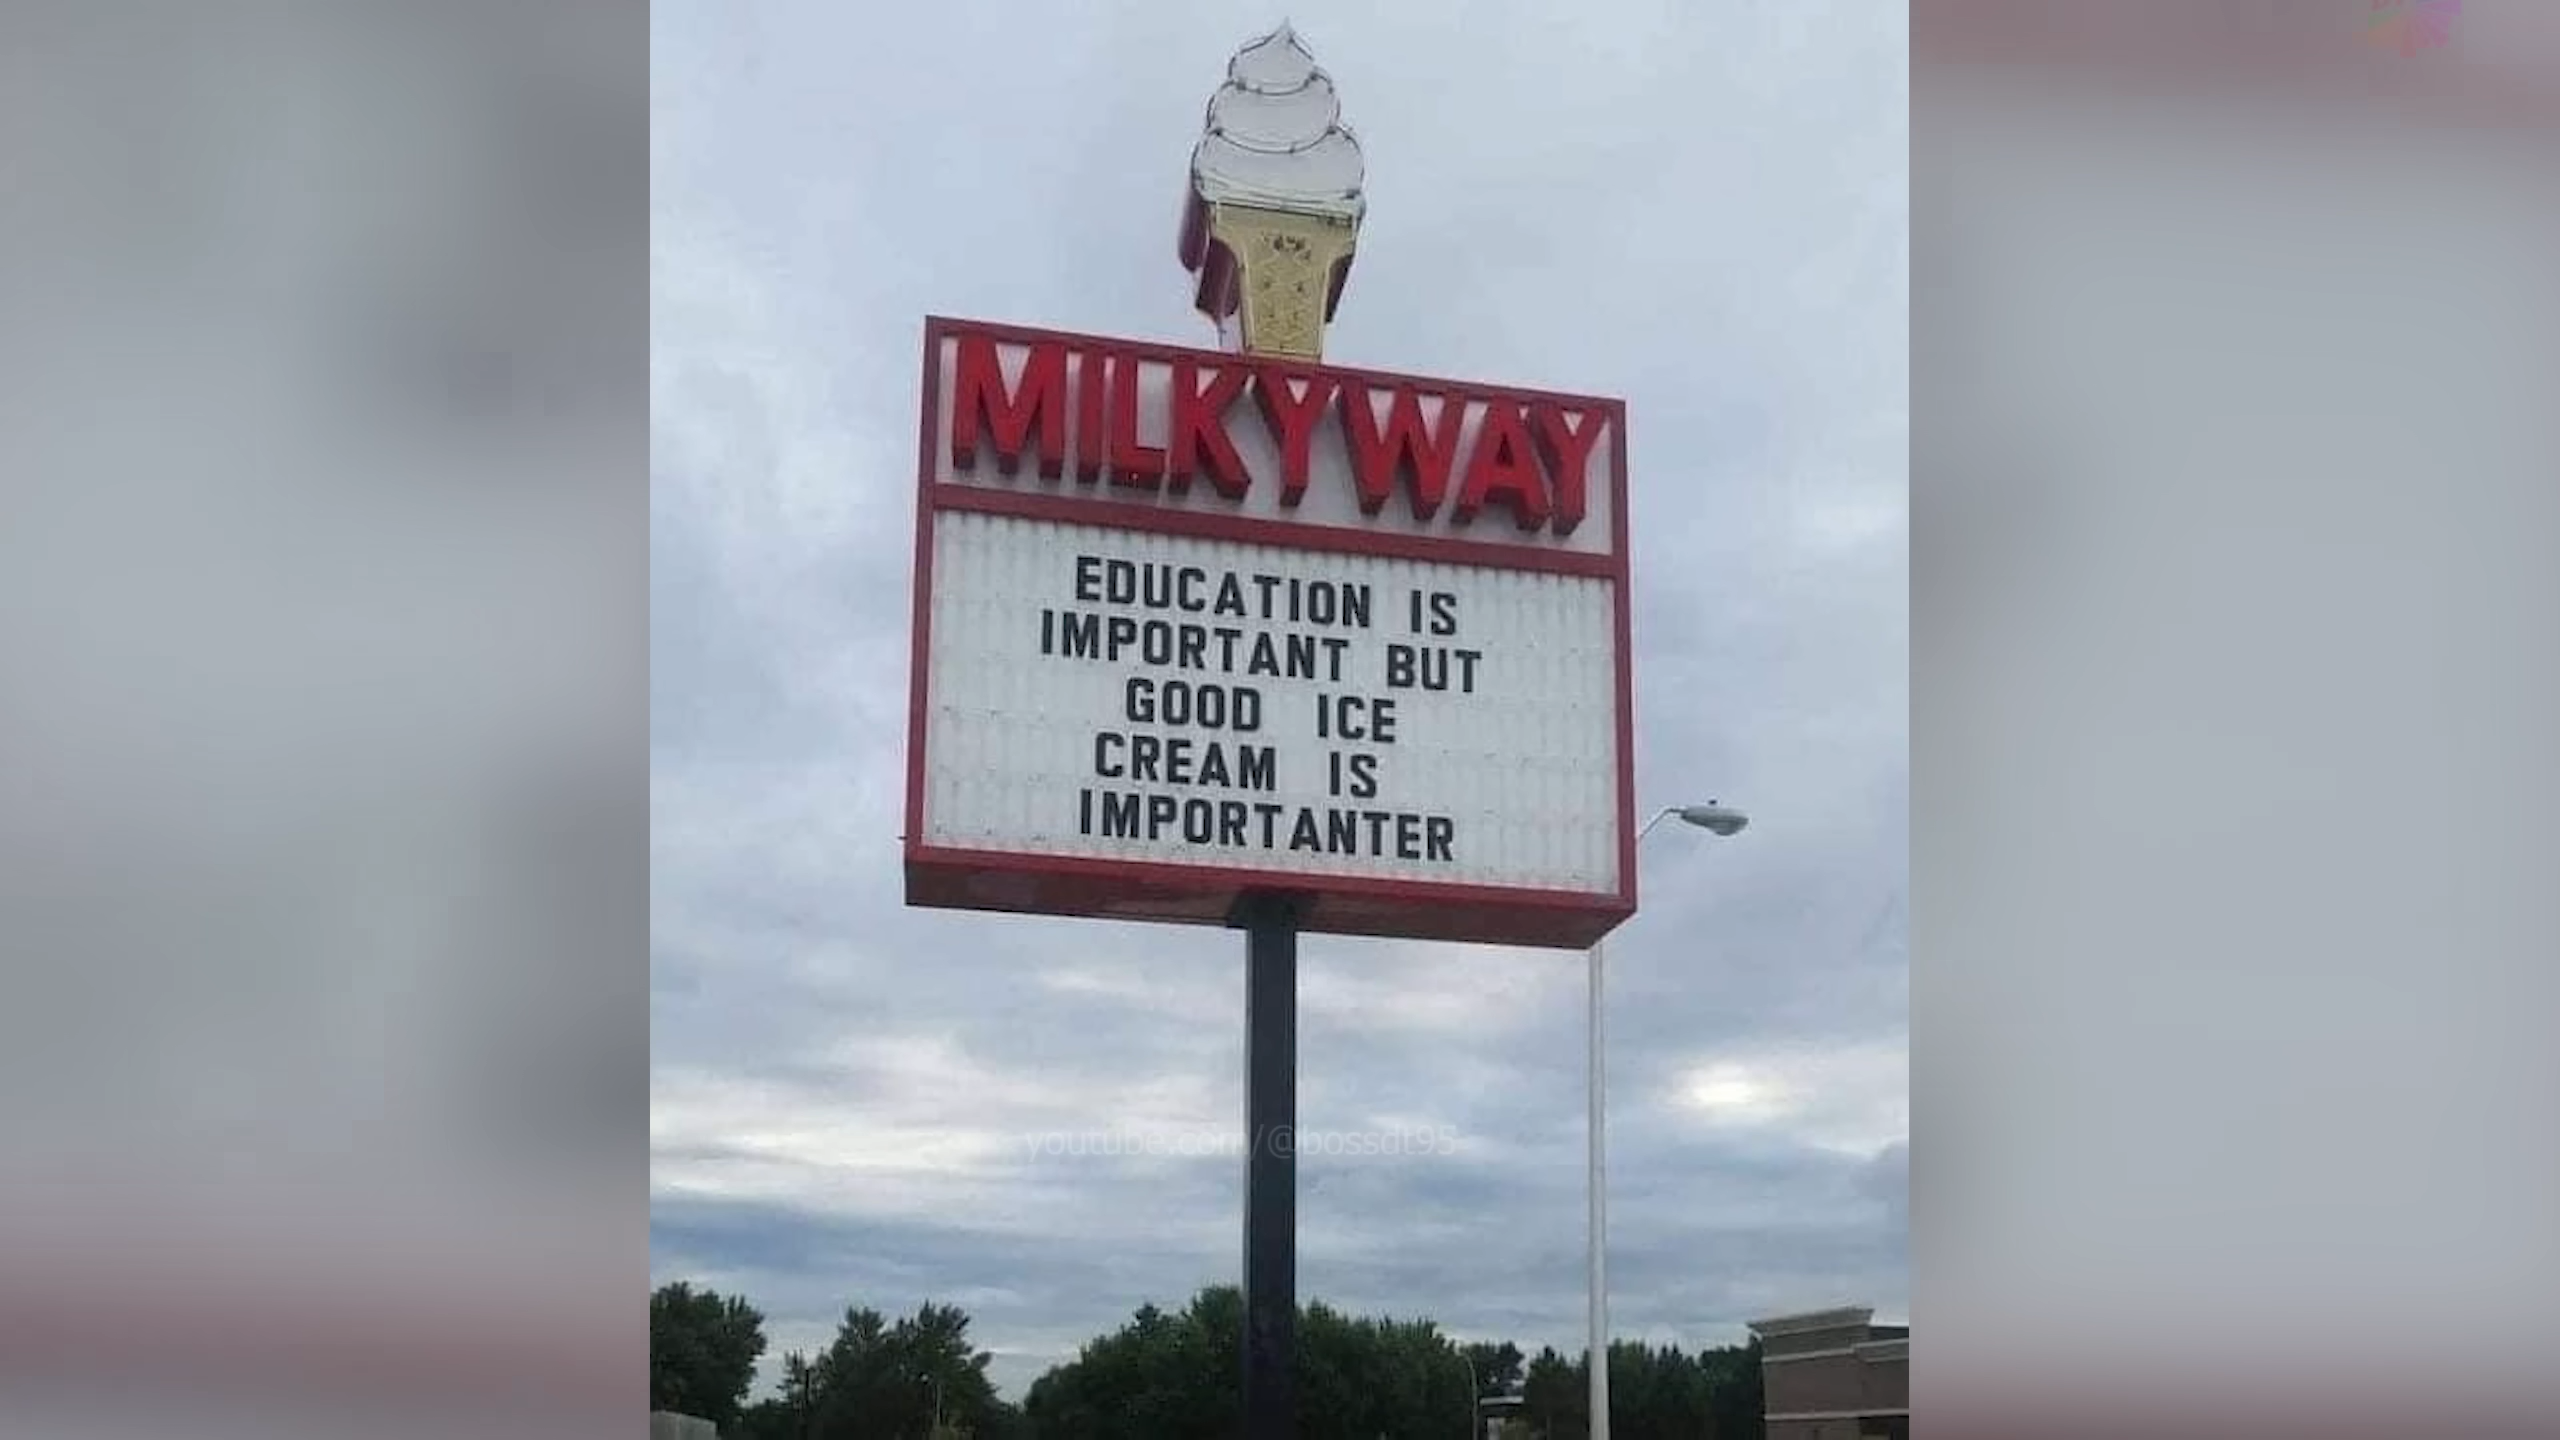 MILKYWAY
EDUCATION IS
IMPORTANT BUT
GOOD ICE
CREAM IS
IMPORTANTER
youtube.com/@bossdt95